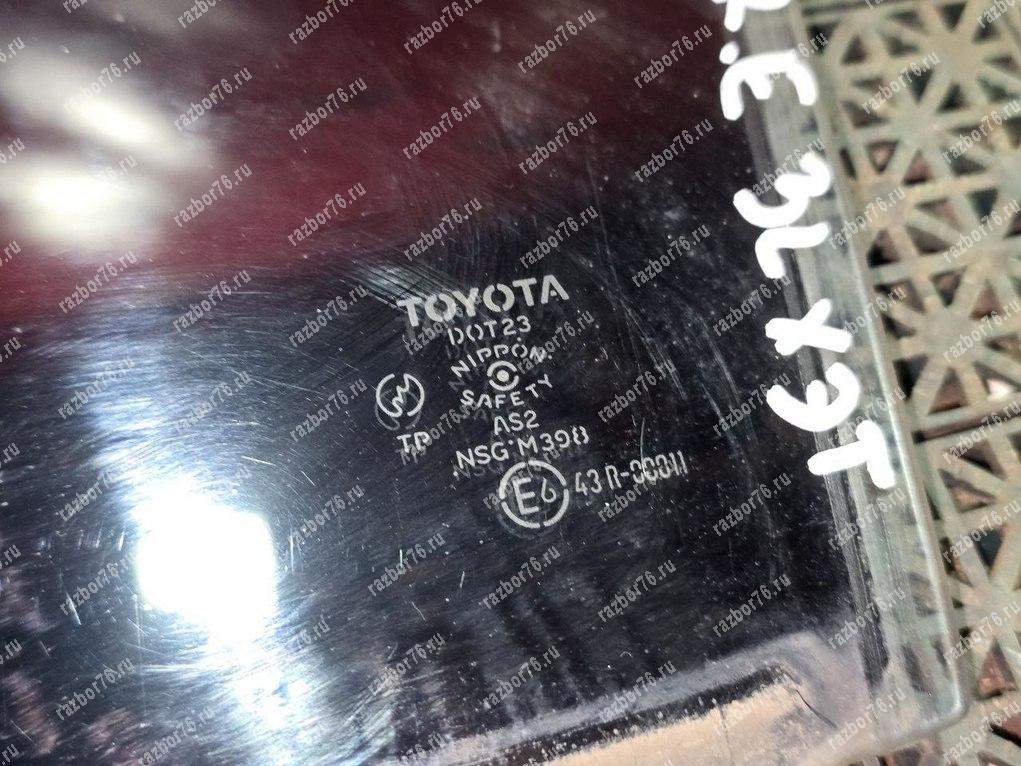 TOYOTA
DOT23
NIPPON
SAFETY
AS2
TP
NSG M398
E6 43R-00011
razbor76.ru